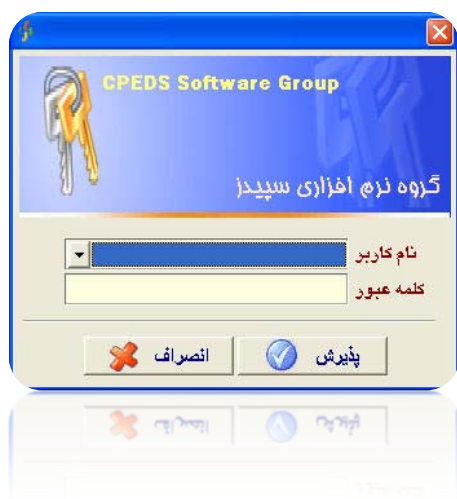 CPEDS Software Group
گروه نرم افزاری سپیدز
نام کاربر
کلمه عبور
پذیرش انصراف